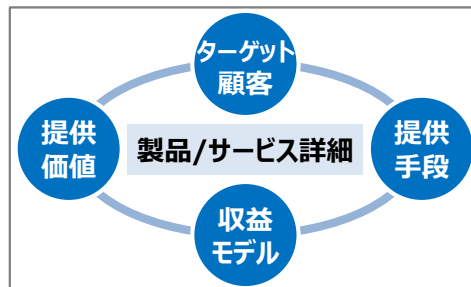 ターゲット
顧客
提供
価値
製品/サービス詳細
提供
手段
収益
モデル